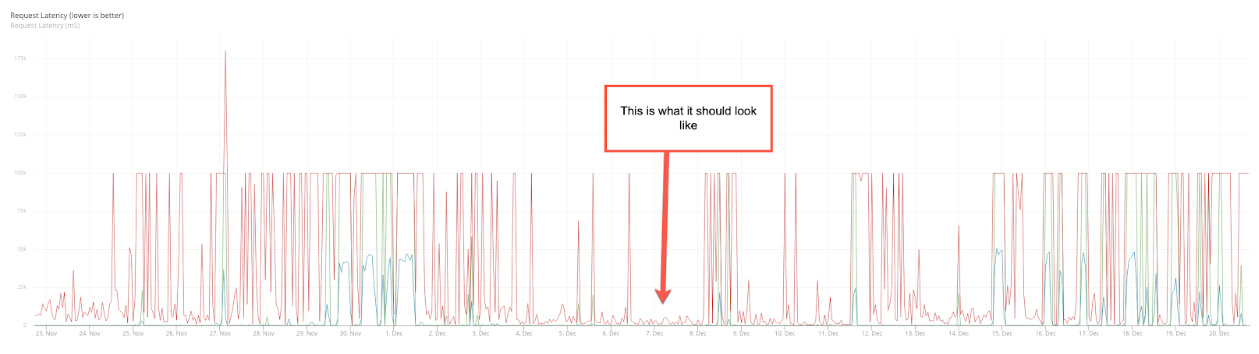 Request Latency (lower is better)
Request Latency (mS)
175k
150k
125k
100k
75k
50k
25k
0
This is what it should look
like
23. Nov
24. Nov
25. Nov
26. Nov
27. Nov
28. Nov
29. Nov
30. Nov
1. Dec
2. Dec
3. Dec
4. Dec
5. Dec
6. Dec
7. Dec
8. Dec
9. Dec
10. Dec
11. Dec
12. Dec
13. Dec
14. Dec
15. Dec
16. Dec
17. Dec
18. Dec
19. Dec
20. Dec